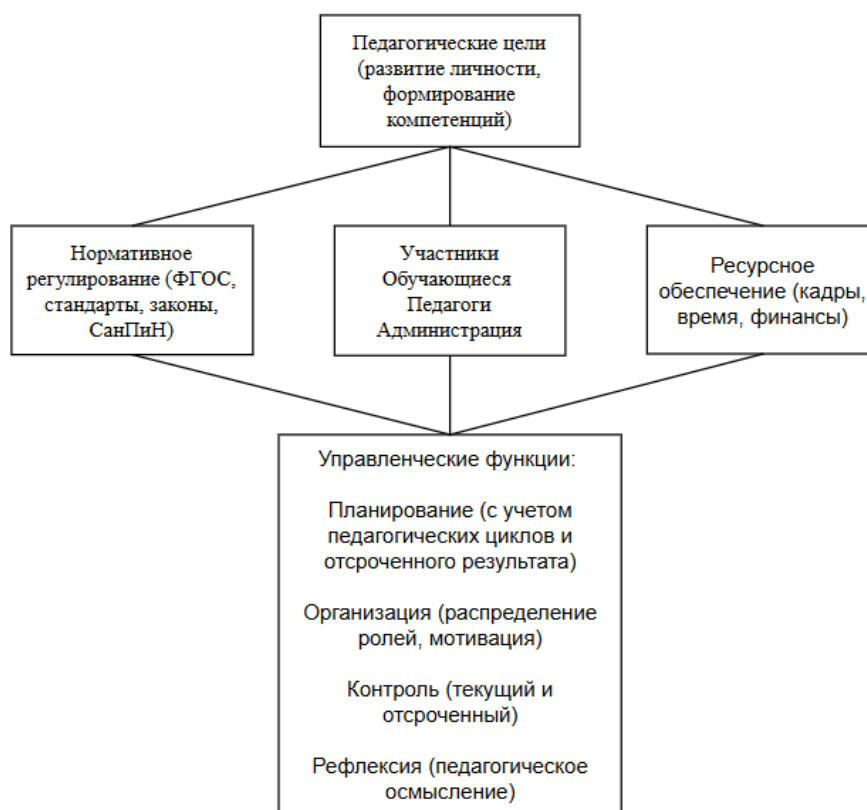 Педагогические цели
(развитие личности,
формирование
компетенций)
Нормативное
регулирование (ФГОС,
стандарты, законы,
СанПиН)
Участники
Обучающиеся
Педагоги
Администрация
Ресурсное
обеспечение (кадры,
время, финансы)
Управленческие функции:
Планирование (с учетом
педагогических циклов и
отсроченного результата)
Организация (распределение
ролей, мотивация)
Контроль (текущий и
отсроченный)
Рефлексия (педагогическое
осмысление)